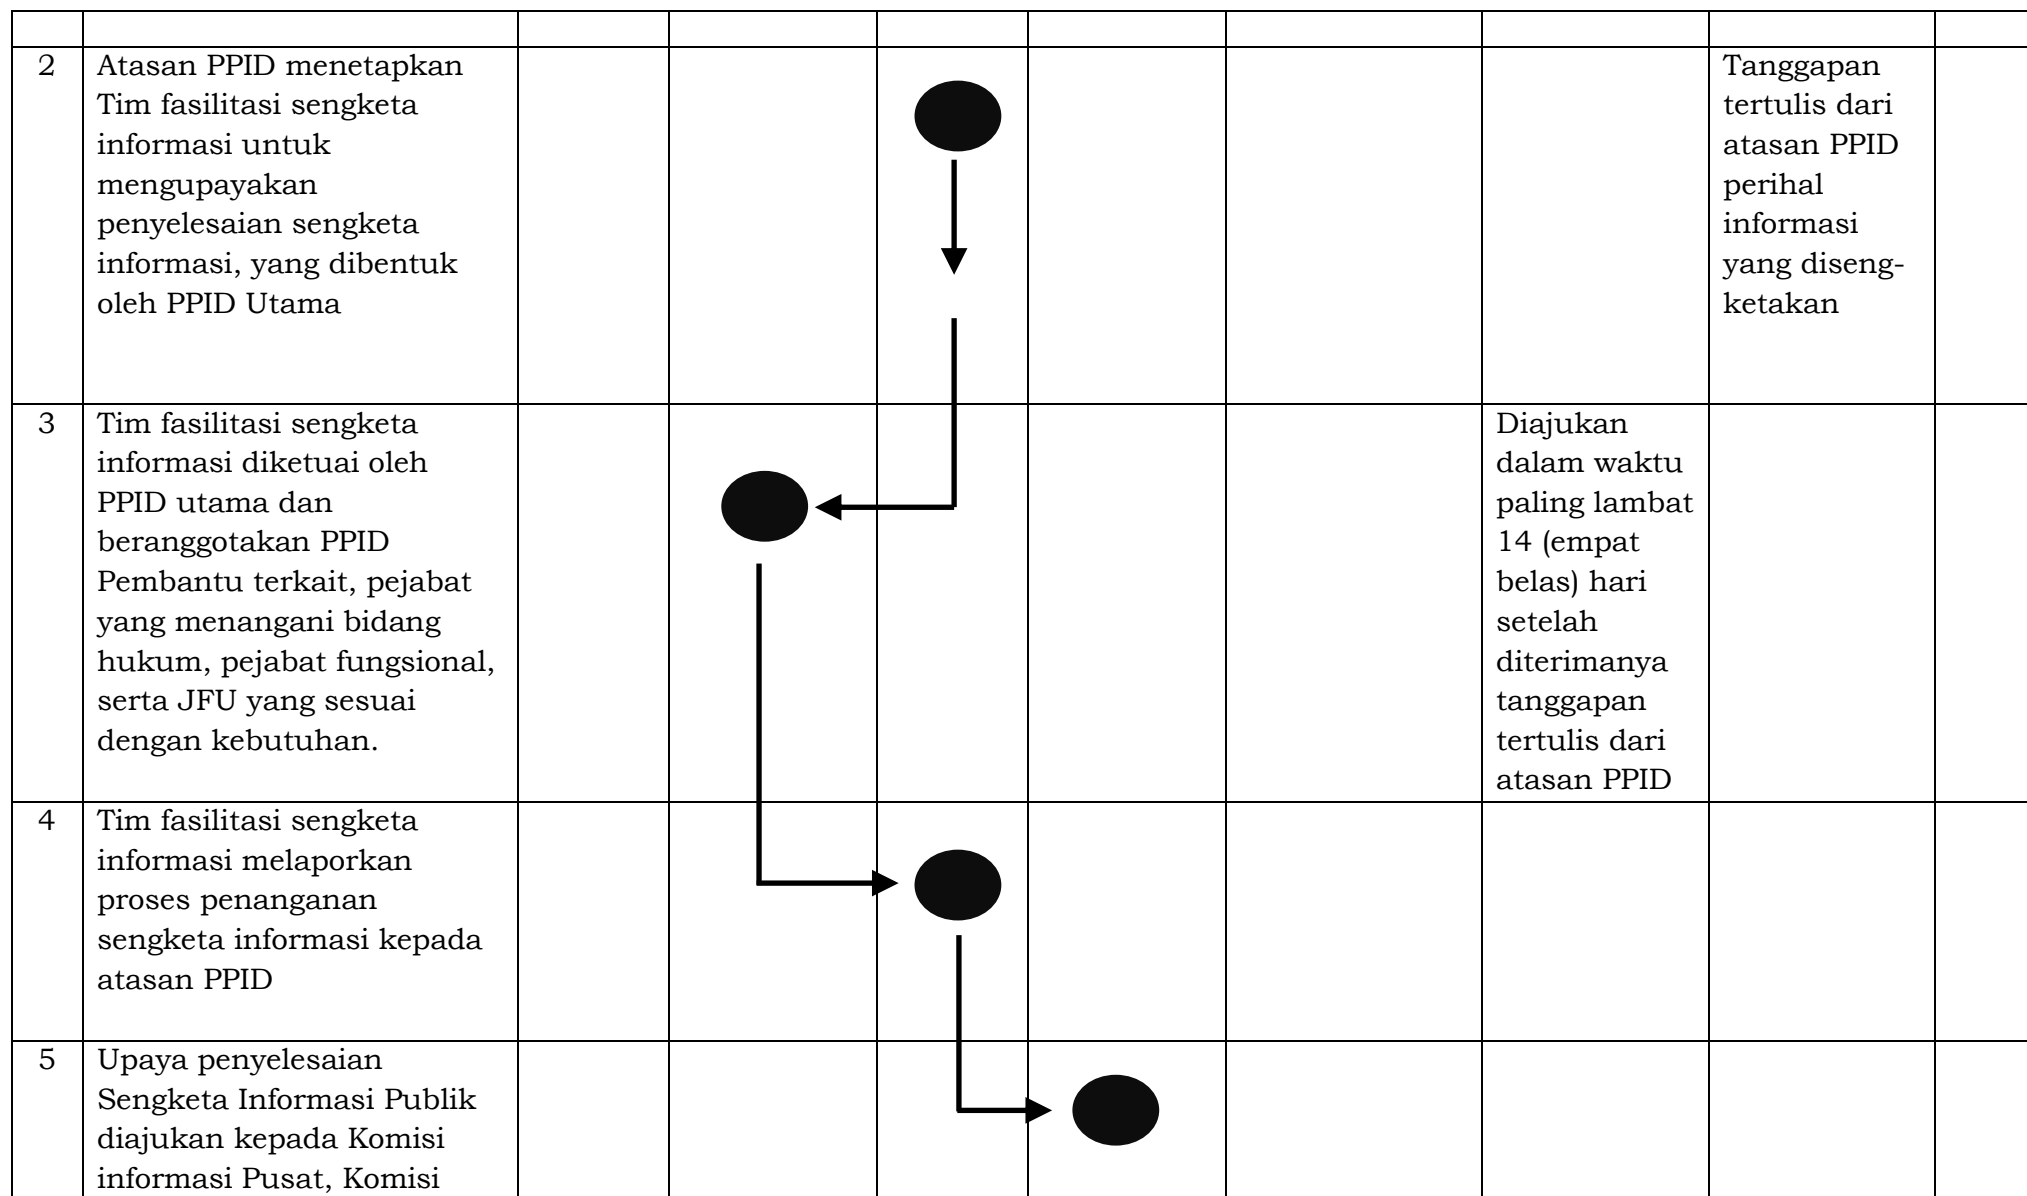 2
Atasan PPID menetapkan
Tim fasilitasi sengketa
informasi untuk
mengupayakan
penyelesaian sengketa
informasi, yang dibentuk
oleh PPID Utama
Tanggapan
tertulis dari
atasan PPID
perihal
informasi
yang diseng-
ketakan
3
Tim fasilitasi sengketa
informasi diketuai oleh
PPID utama dan
beranggotakan PPID
Pembantu terkait, pejabat
yang menangani bidang
hukum, pejabat fungsional,
serta JFU yang sesuai
dengan kebutuhan.
Diajukan
dalam waktu
paling lambat
14 (empat
belas) hari
setelah
diterimanya
tanggapan
tertulis dari
atasan PPID
4
Tim fasilitasi sengketa
informasi melaporkan
proses penanganan
sengketa informasi kepada
atasan PPID
5
Upaya penyelesaian
Sengketa Informasi Publik
diajukan kepada Komisi
informasi Pusat, Komisi